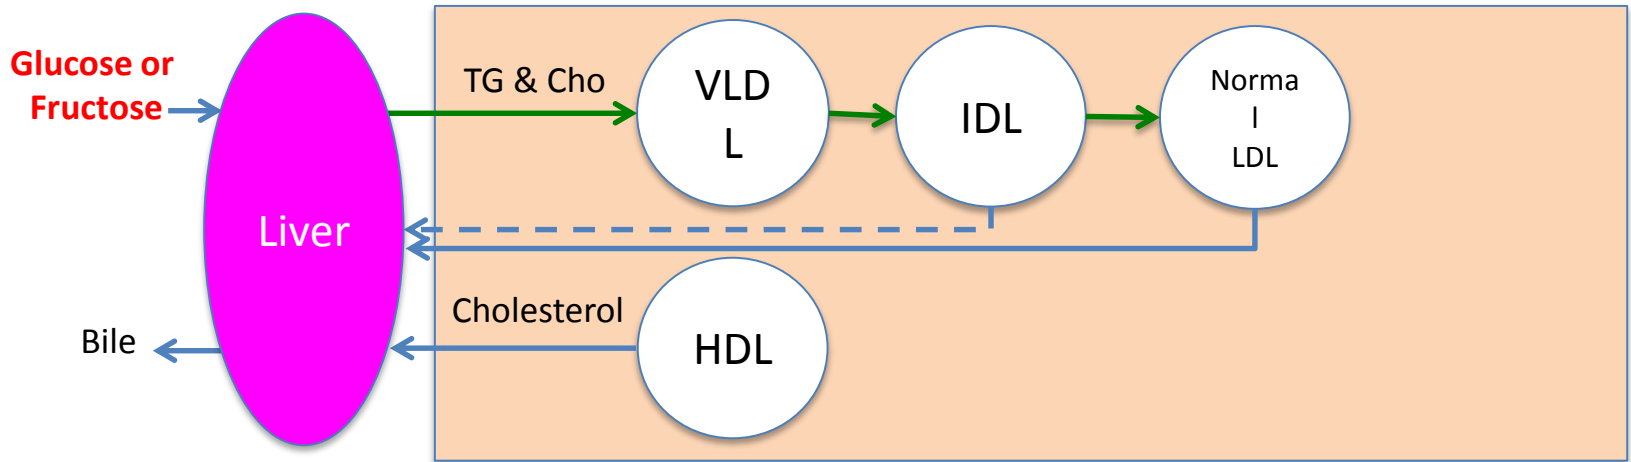 Glucose or
Fructose
TG & Cho
VLD
L
IDL
Norma
l
LDL
Liver
Cholesterol
HDL
Bile